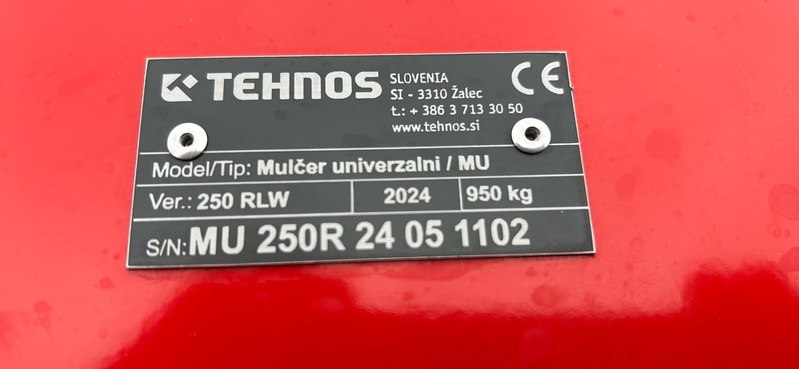 TEHNOS
SLOVENIA
SI - 3310 Žalec
t.: + 386 3 713 30 50
www.tehnos.si
CE
Model/Tip: Mulčer univerzalni / MU
Ver.: 250 RLW 2024 950 kg
S/N: MU 250R 24 05 1102